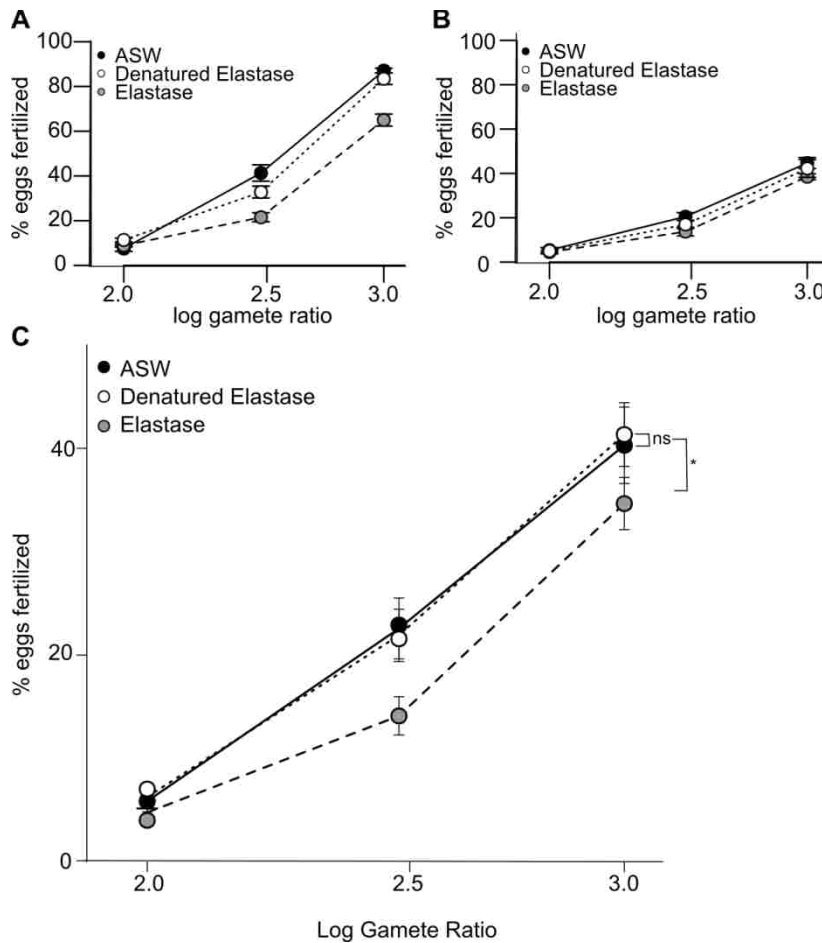 A
100
80
60
40
20
0
% eggs fertilized
ASW
Denatured Elastase
Elastase
2.0 2.5 3.0
log gamete ratio
B
100
80
60
40
20
0
% eggs fertilized
ASW
Denatured Elastase
Elastase
2.0 2.5 3.0
log gamete ratio
C
ASW
Denatured Elastase
Elastase
40
20
0
% eggs fertilized
ns
*
2.0 2.5 3.0
Log Gamete Ratio